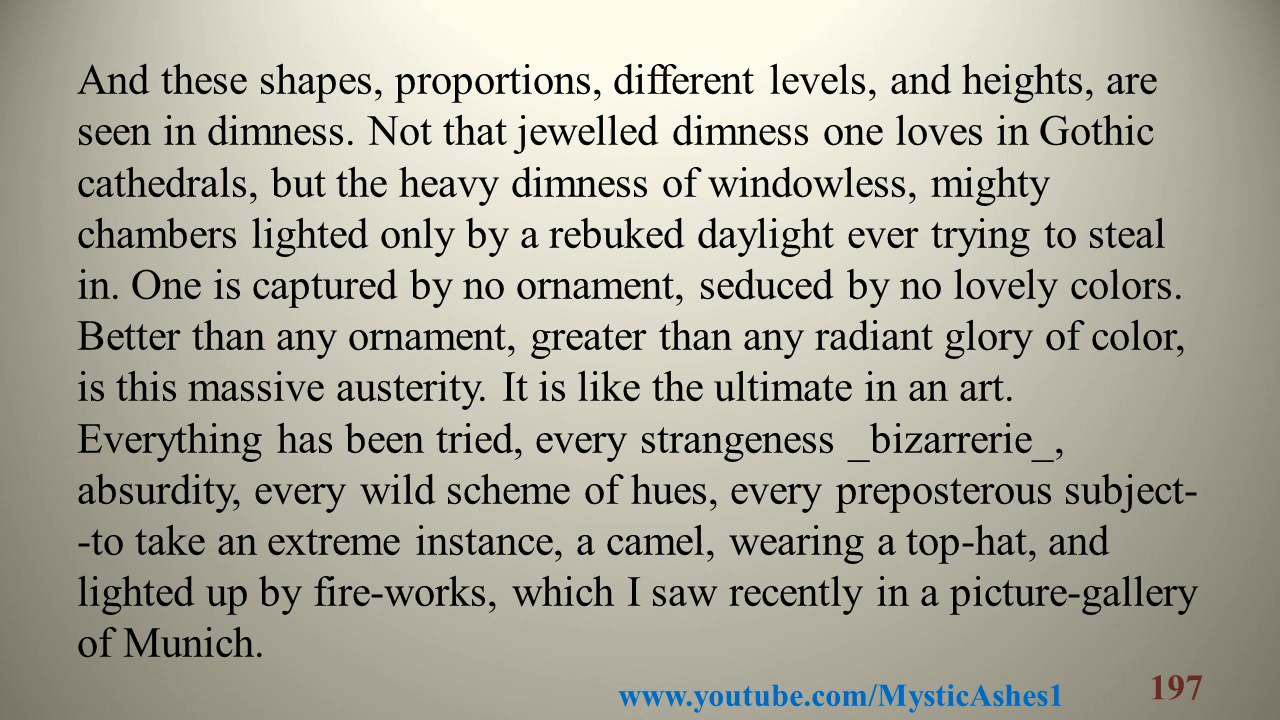 And these shapes, proportions, different levels, and heights, are
seen in dimness. Not that jewelled dimness one loves in Gothic
cathedrals, but the heavy dimness of windowless, mighty
chambers lighted only by a rebuked daylight ever trying to steal
in. One is captured by no ornament, seduced by no lovely colors.
Better than any ornament, greater than any radiant glory of color,
is this massive austerity. It is like the ultimate in an art.
Everything has been tried, every strangeness _bizarrerie_,
absurdity, every wild scheme of hues, every preposterous subject-
-to take an extreme instance, a camel, wearing a top-hat, and
lighted up by fire-works, which I saw recently in a picture-gallery
of Munich.
www.youtube.com/MysticAshes1
197